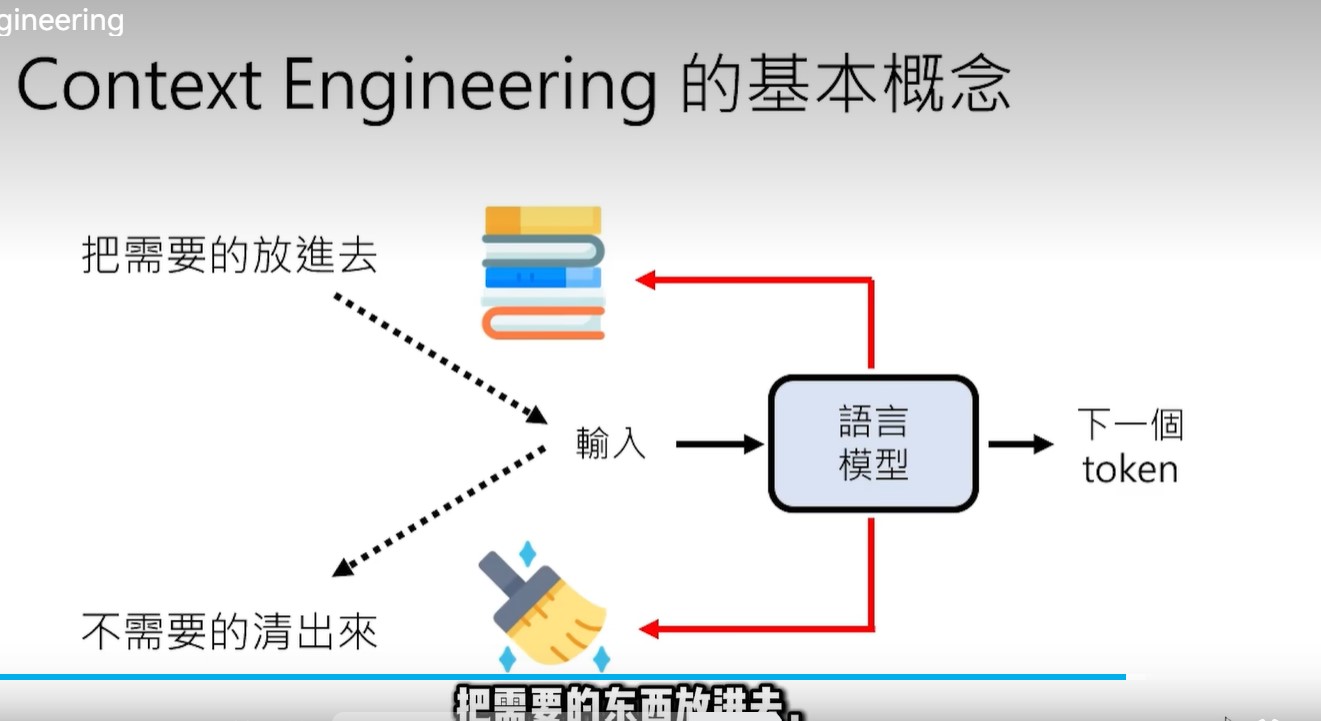 gineering
Context Engineering 的基本概念
把需要的放進去
輸入
語言
模型
下一個
token
不需要的清出來
把需要的东西放进去，